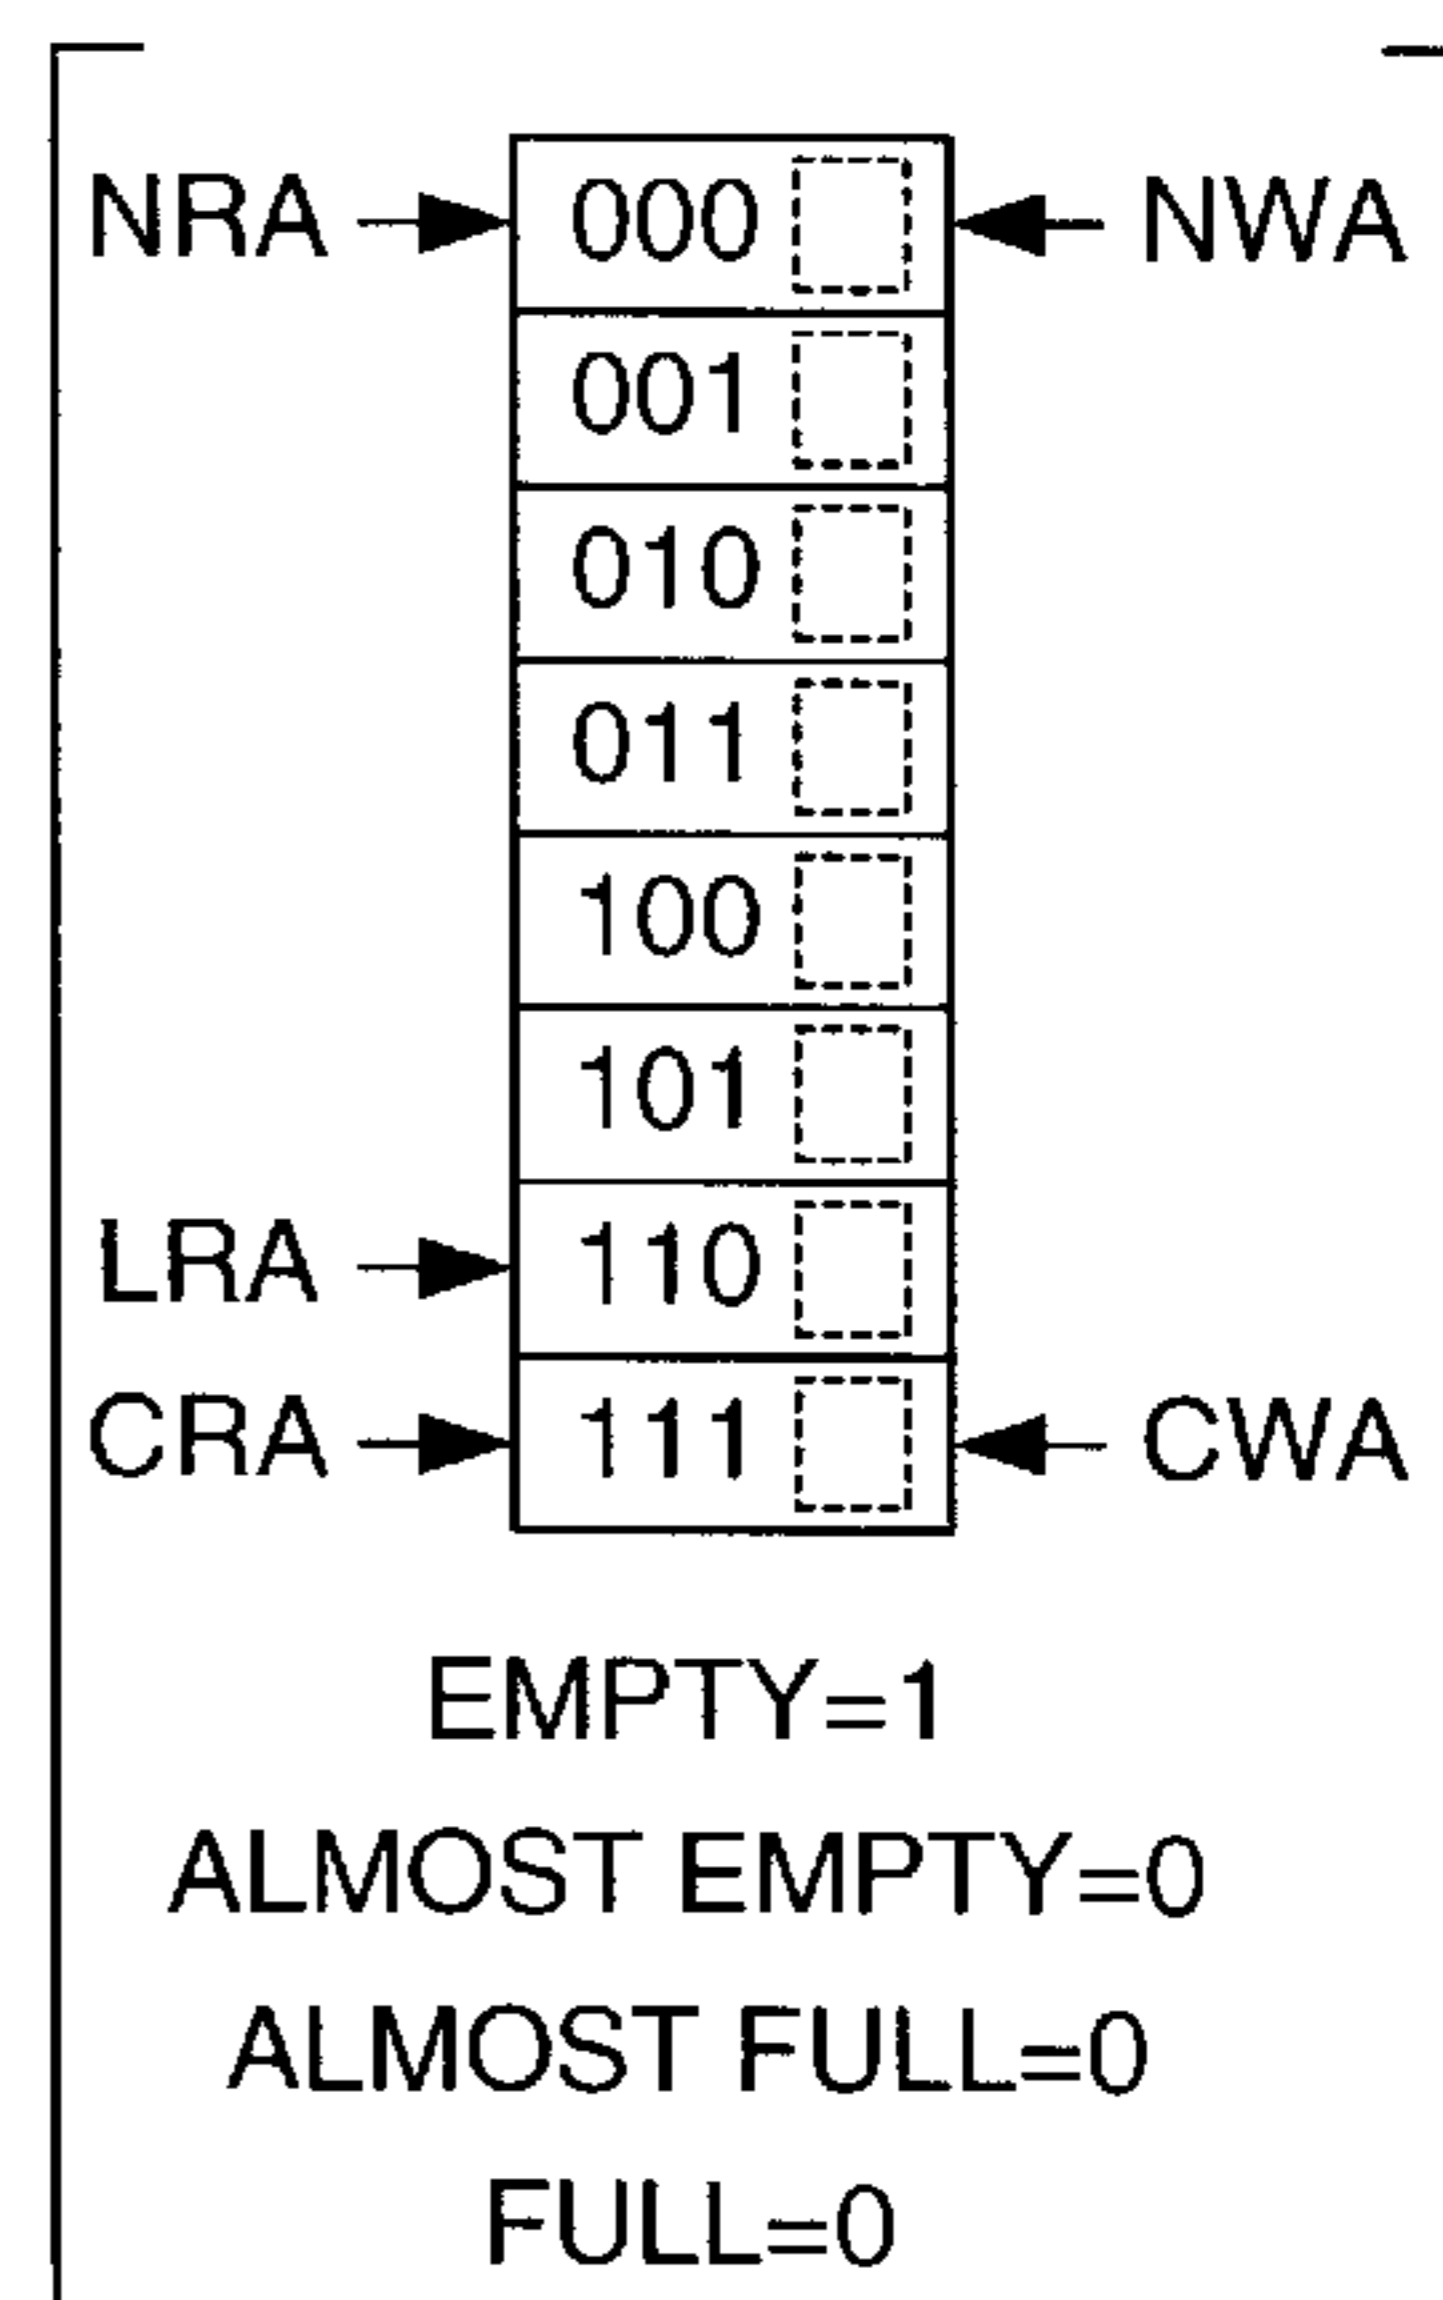 NRA 000 NWA
001
010
011
100
101
LRA 110
CRA 111 CWA
EMPTY=1
ALMOST EMPTY=0
ALMOST FULL=0
FULL=0